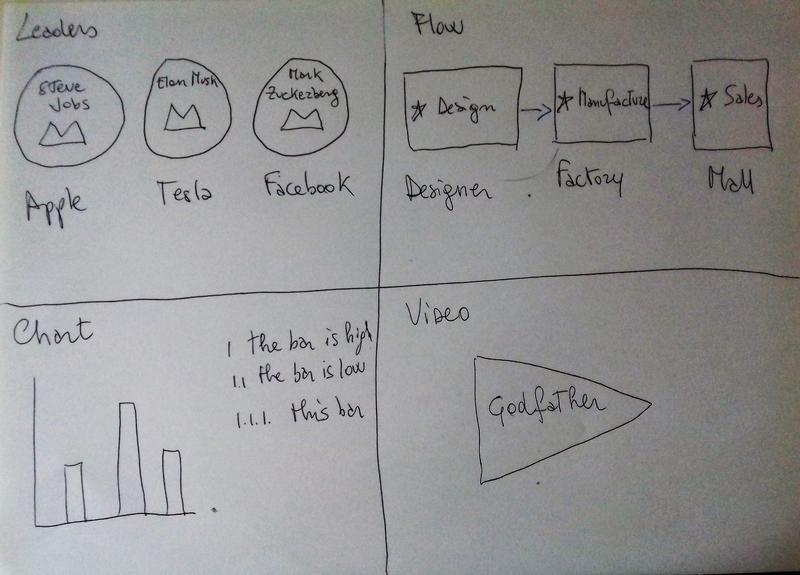 Leaders
Steve
Jobs
Elon Musk
Mark
Zuckerberg
Apple
Tesla
Facebook
Flow
Design
Manufacture
Sales
Designer
Factory
Mall
Chart
1 the bar is high
1.1 the bar is low
1.1.1. this bar
Video
Godfather